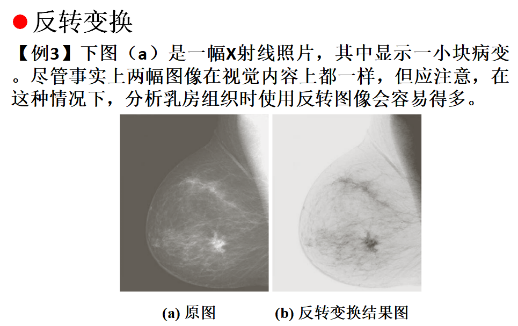 反转变换
【例3】下图（a）是一幅X射线照片，其中显示一小块病变
。尽管事实上两幅图像在视觉内容上都一样，但应注意，在
这种情况下，分析乳房组织时使用反转图像会容易得多。
(a) 原图
(b) 反转变换结果图